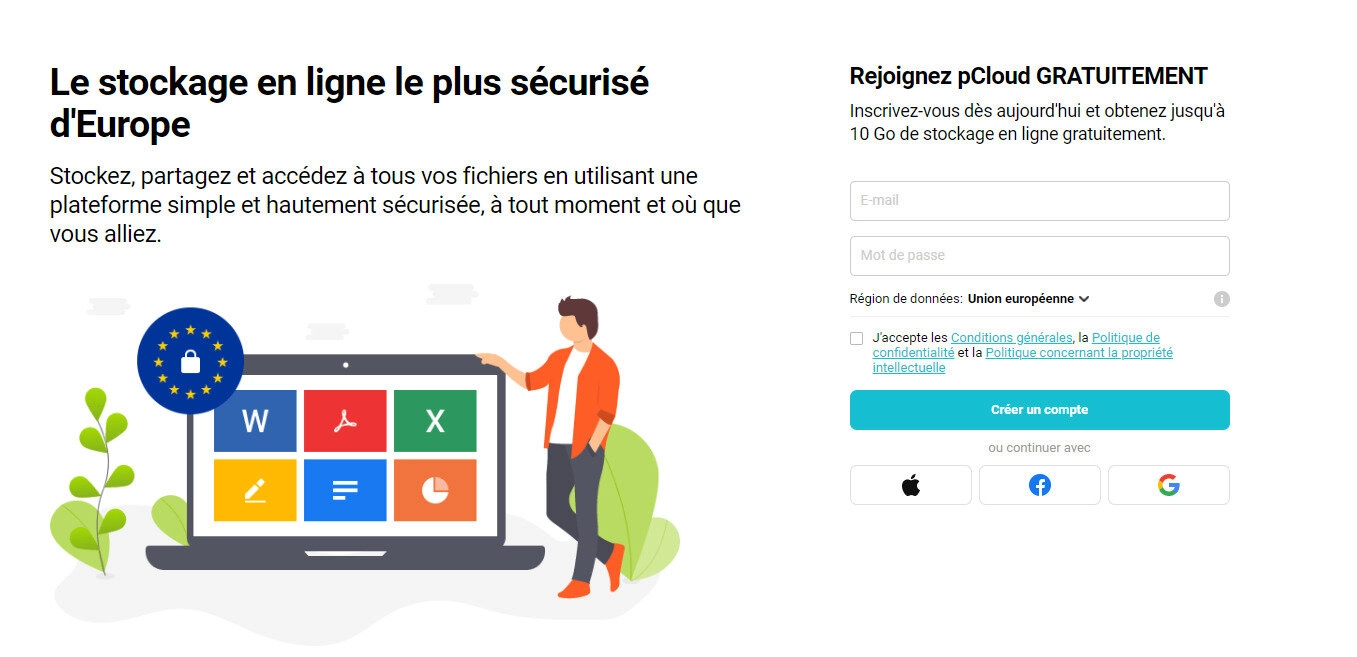 Le stockage en ligne le plus sécurisé
d'Europe
Stockez, partagez et accédez à tous vos fichiers en utilisant une
plateforme simple et hautement sécurisée, à tout moment et où que
vous alliez.
W
X
Rejoignez pCloud GRATUITEMENT
Inscrivez-vous dès aujourd'hui et obtenez jusqu'à
10 Go de stockage en ligne gratuitement.
E-mail
Mot de passe
Région de données: Union européenne
i
J'accepte les Conditions générales, la Politique de
confidentialité et la Politique concernant la propriété
intellectuelle
Créer un compte
ou continuer avec